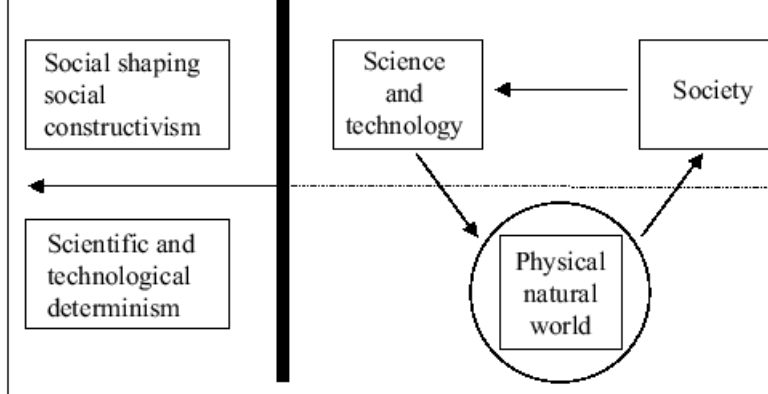 Social shaping
social
constructivism
Science
and
technology
Society
Scientific and
technological
determinism
Physical
natural
world